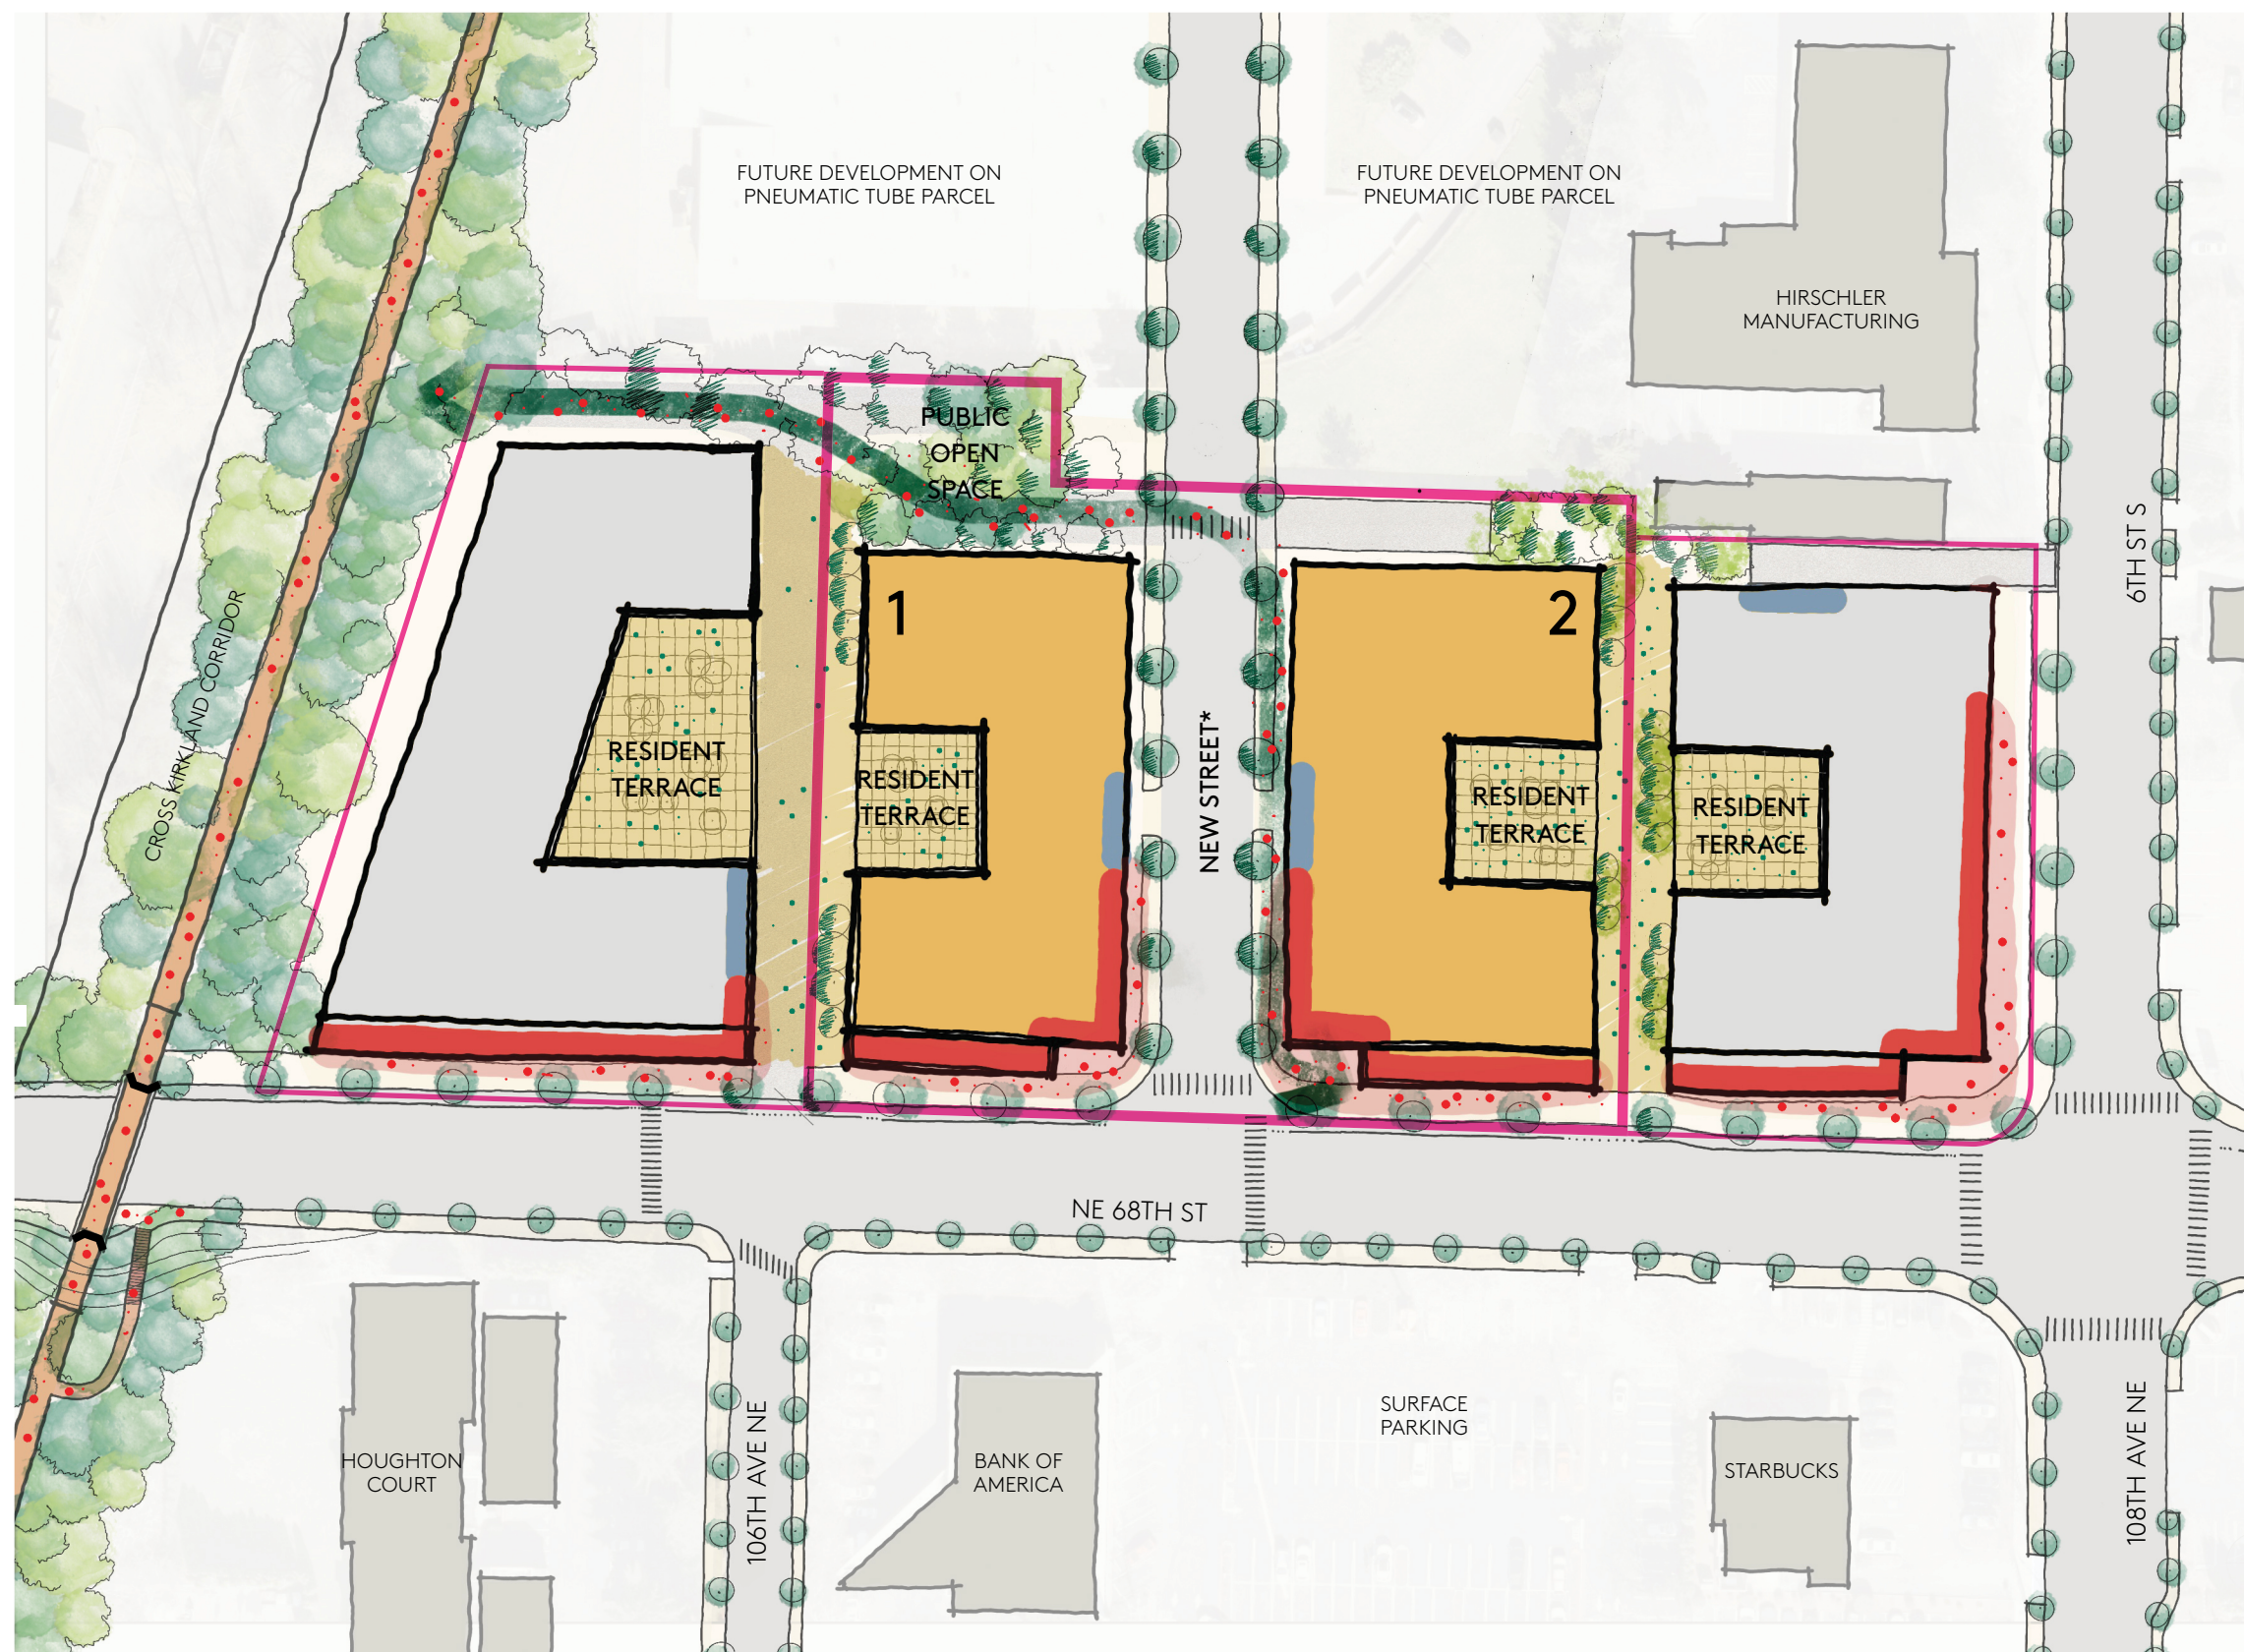 FUTURE DEVELOPMENT ON
PNEUMATIC TUBE PARCEL
FUTURE DEVELOPMENT ON
PNEUMATIC TUBE PARCEL
HIRSCHLER
MANUFACTURING
PUBLIC
OPEN
SPACE
6TH ST S
1
2
CROSS KIRKLAND CORRIDOR
RESIDENT
TERRACE
RESIDENT
TERRACE
NEW STREET*
RESIDENT
TERRACE
RESIDENT
TERRACE
NE 68TH ST
HOUGHTON
COURT
106TH AVE NE
BANK OF
AMERICA
SURFACE
PARKING
STARBUCKS
108TH AVE NE